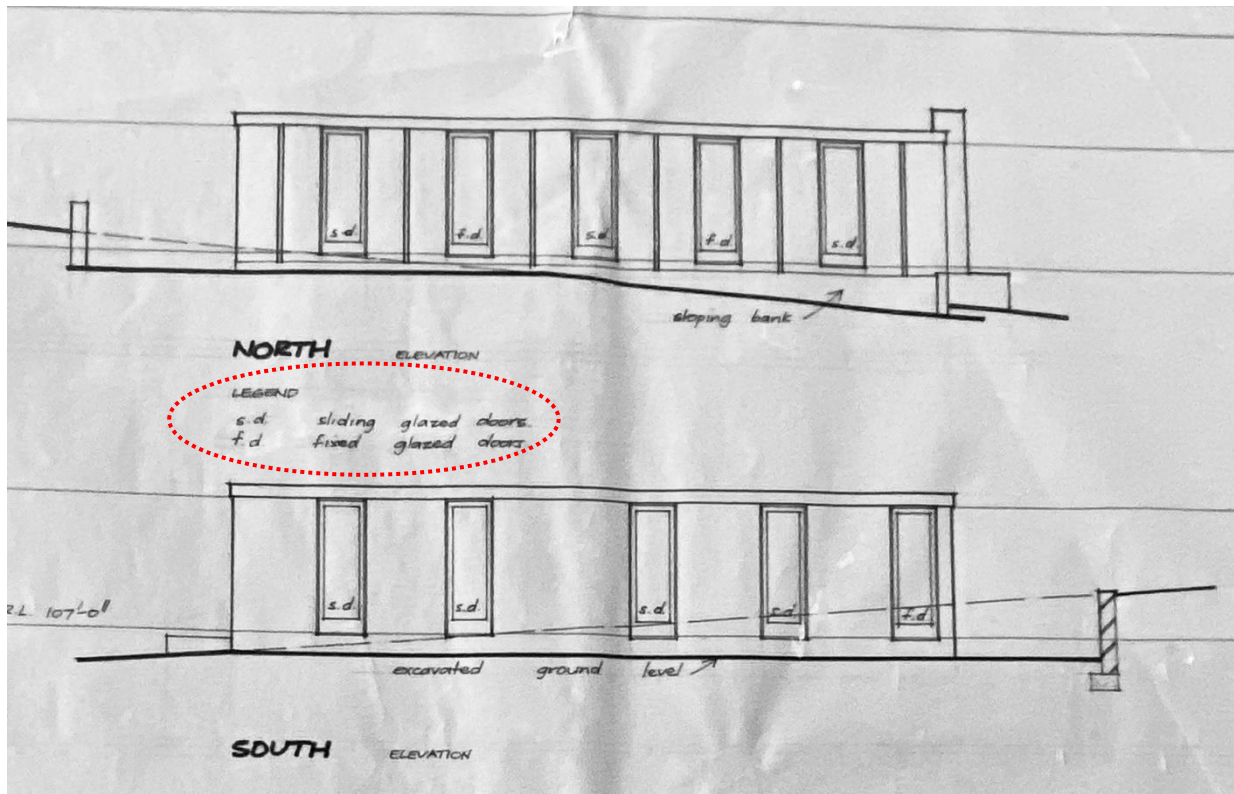 s.d. f.d. s.d. f.d. s.d.
sloping bank
NORTH ELEVATION
LEGEND
s.d. sliding glazed doors.
f.d fixed glazed doors
s.d. s.d. s.d. s.d. f.d.
R.L. 107'-0"
excavated ground level
SOUTH ELEVATION